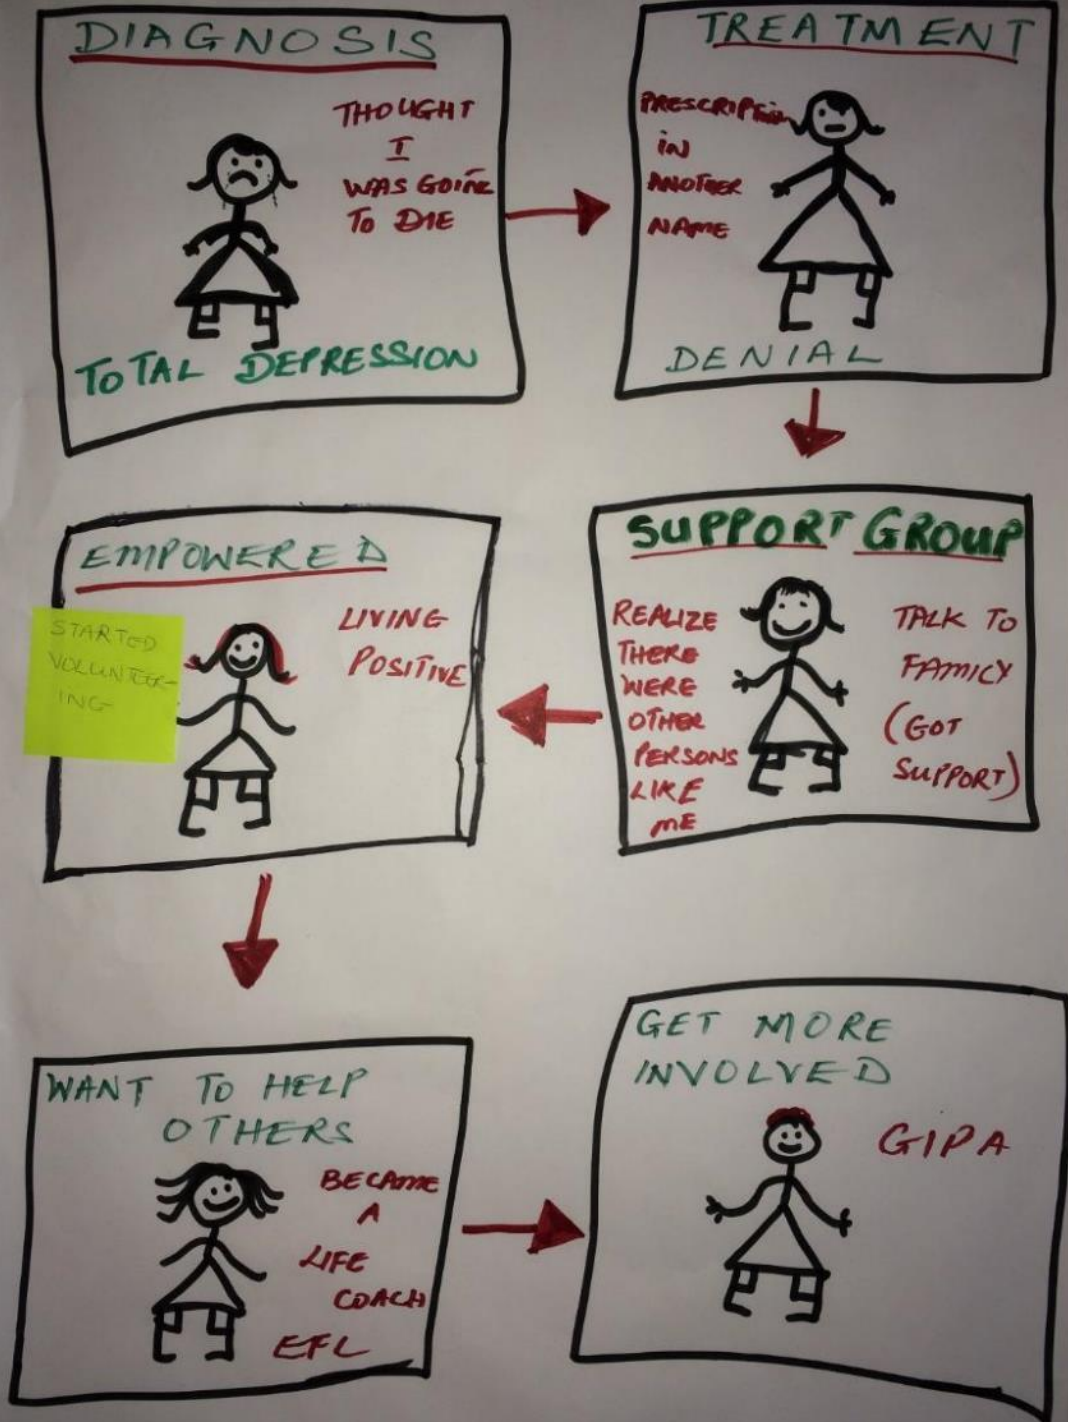 DIAGNOSIS
THOUGHT
I
WAS GOING
TO DIE
TOTAL DEPRESSION
TREATMENT
PRESCRIPTION
IN
ANOTHER
NAME
DENIAL
SUPPORT GROUP
REALIZE
THERE
WERE
OTHER
PERSONS
LIKE
ME
TALK TO
FAMILY
(GOT
SUPPORT)
EMPOWERED
STARTED
VOLUNTEER-
ING
LIVING
POSITIVE
WANT TO HELP
OTHERS
BECAME
A
LIFE
COACH
EFL
GET MORE
INVOLVED
GIPA